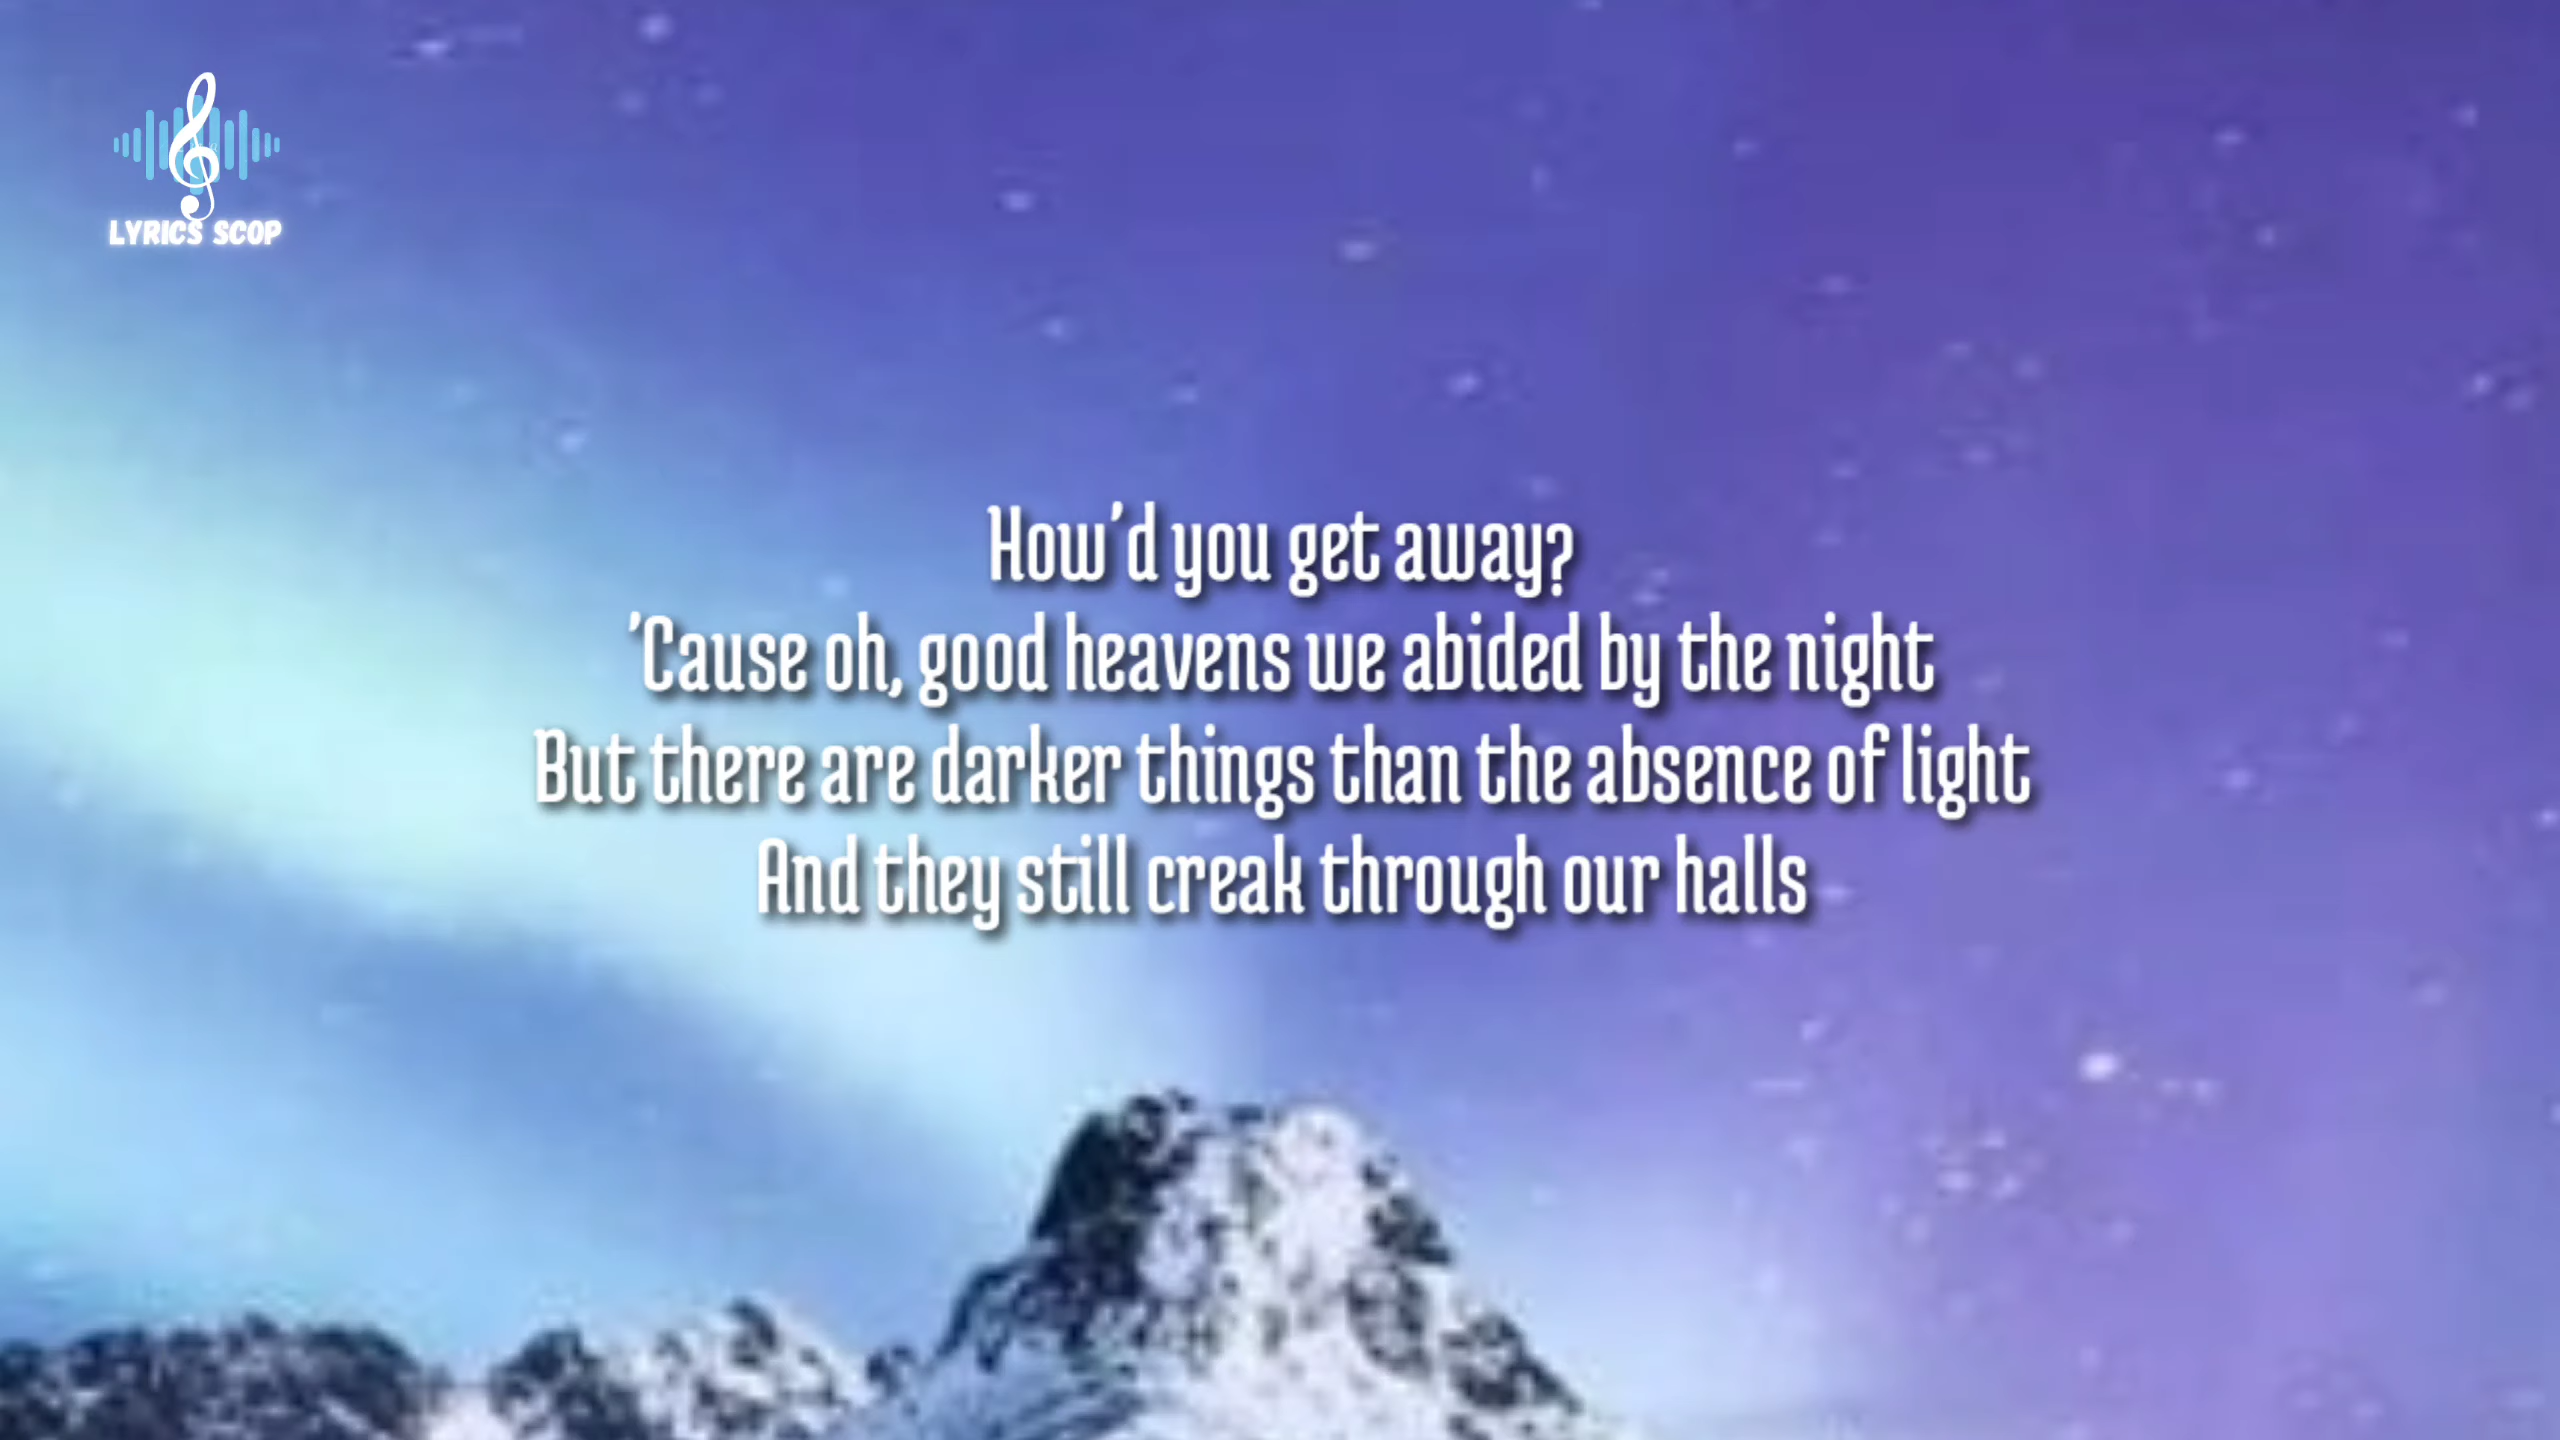 LYRICS SCOP
How'd you get away?
'Cause oh, good heavens we abided by the night
But there are darker things than the absence of light
And they still creak through our halls